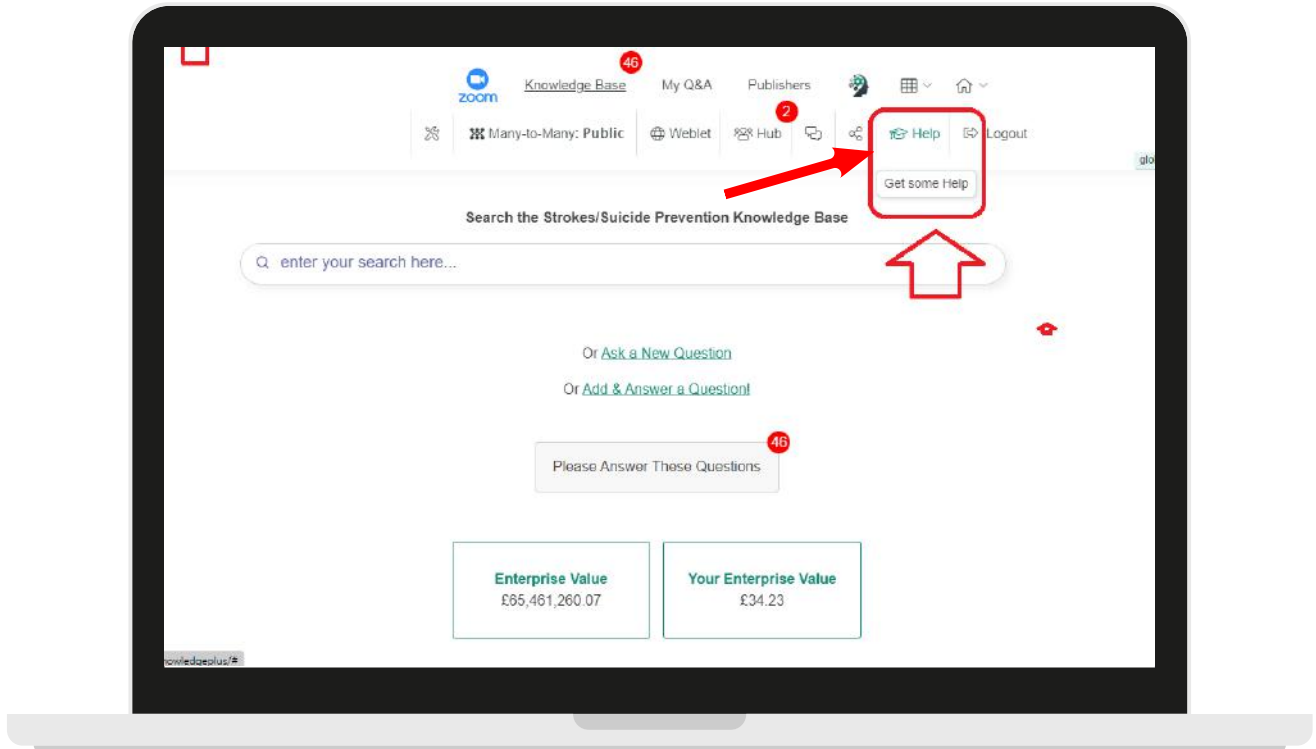 46
zoom
Knowledge Base
My Q&A
Publishers
2
Many-to-Many: Public
Weblet
Hub
Help
Logout
glo
Get some Help
Search the Strokes/Suicide Prevention Knowledge Base
enter your search here...
Or Ask a New Question
Or Add & Answer a Question!
46
Please Answer These Questions
Enterprise Value
£65,461,260.07
Your Enterprise Value
£34.23
nowledgeplus/#